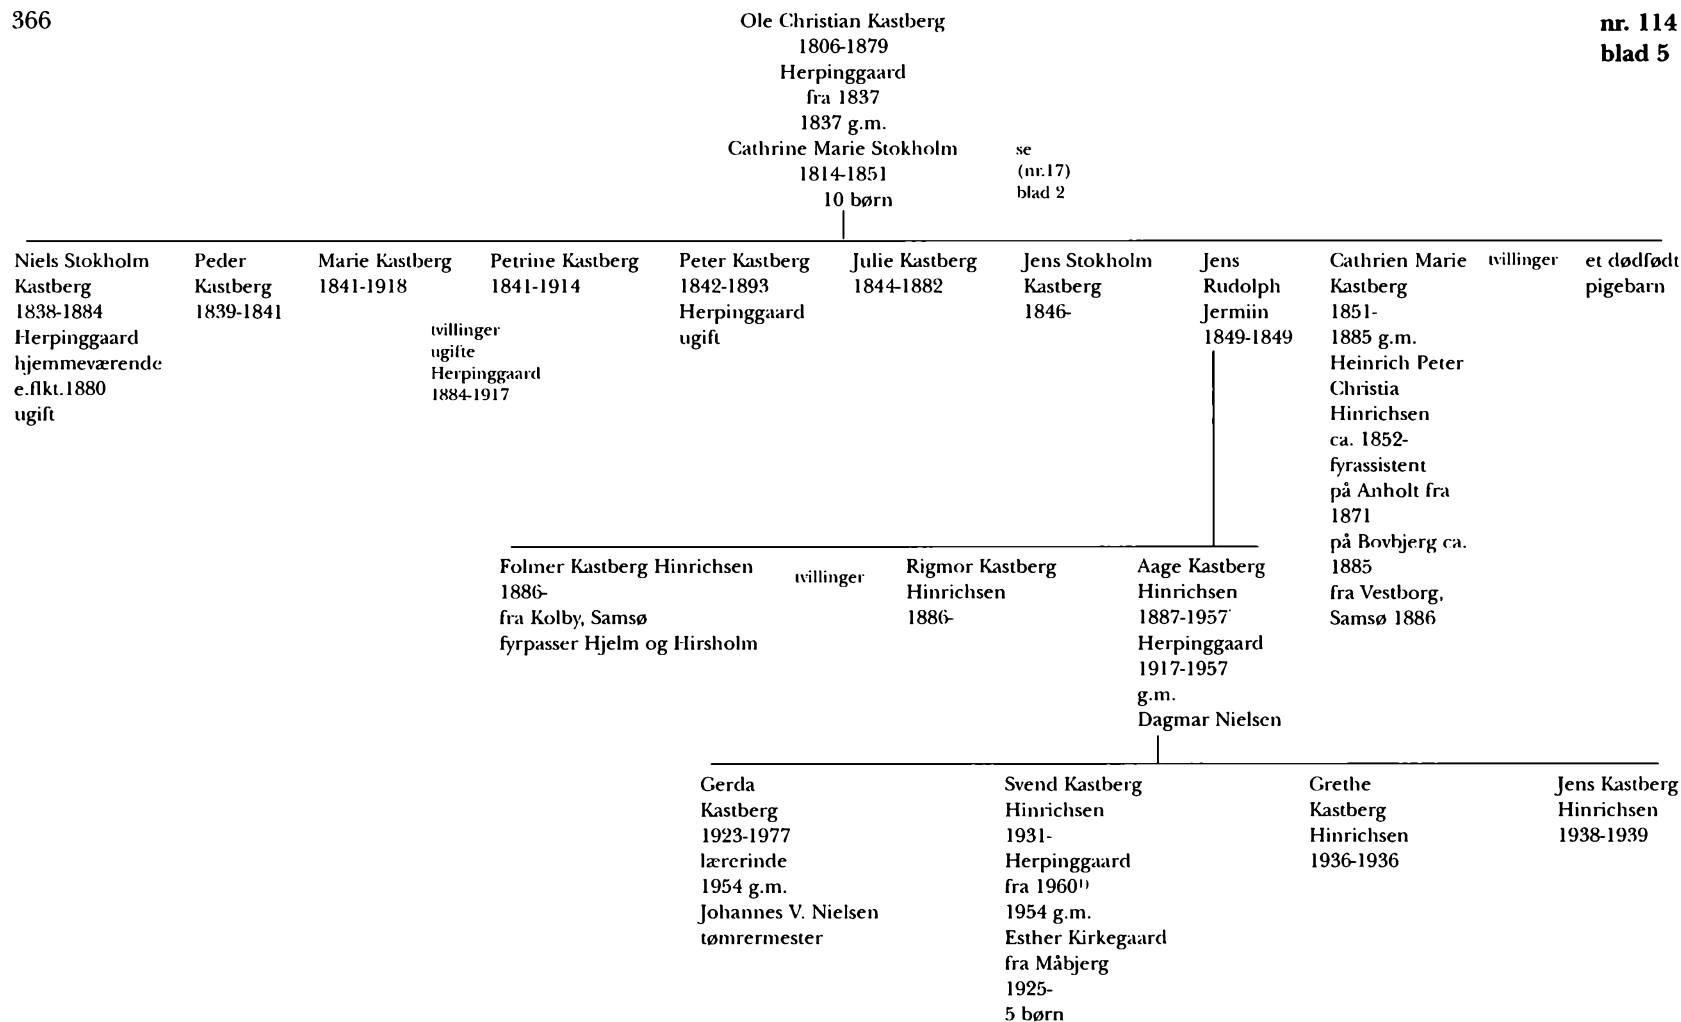 366
nr. 114
blad 5
Ole Christian Kastberg
1806-1879
Herpinggaard
fra 1837
1837 g.m.
Cathrine Marie Stokholm
1814-1851
10 børn
se
(nr.17)
blad 2
Niels Stokholm
Kastberg
1838-1884
Herpinggaard
hjemmeværende
e.flkt.1880
ugift
Peder
Kastberg
1839-1841
Marie Kastberg
1841-1918
Petrine Kastberg
1841-1914
tvillinger
ugifte
Herpinggaard
1884-1917
Peter Kastberg
1842-1893
Herpinggaard
ugift
Julie Kastberg
1844-1882
Jens Stokholm
Kastberg
1846-
Jens
Rudolph
Jermiin
1849-1849
Cathrien Marie
Kastberg
1851-
1885 g.m.
Heinrich Peter
Christia
Hinrichsen
ca. 1852-
fyrassistent
på Anholt fra
1871
på Bovbjerg ca.
1885
fra Vestborg,
Samsø 1886
tvillinger
et dødfødt
pigebarn
Folmer Kastberg Hinrichsen
1886-
fra Kolby, Samsø
fyrpasser Hjelm og Hirsholm
tvillinger
Rigmor Kastberg
Hinrichsen
1886-
Aage Kastberg
Hinrichsen
1887-1957
Herpinggaard
1917-1957
g.m.
Dagmar Nielsen
Gerda
Kastberg
1923-1977
lærerinde
1954 g.m.
Johannes V. Nielsen
tømrermester
Svend Kastberg
Hinrichsen
1931-
Herpinggaard
fra 1960¹⁾
1954 g.m.
Esther Kirkegaard
fra Måbjerg
1925-
5 børn
Grethe
Kastberg
Hinrichsen
1936-1936
Jens Kastberg
Hinrichsen
1938-1939